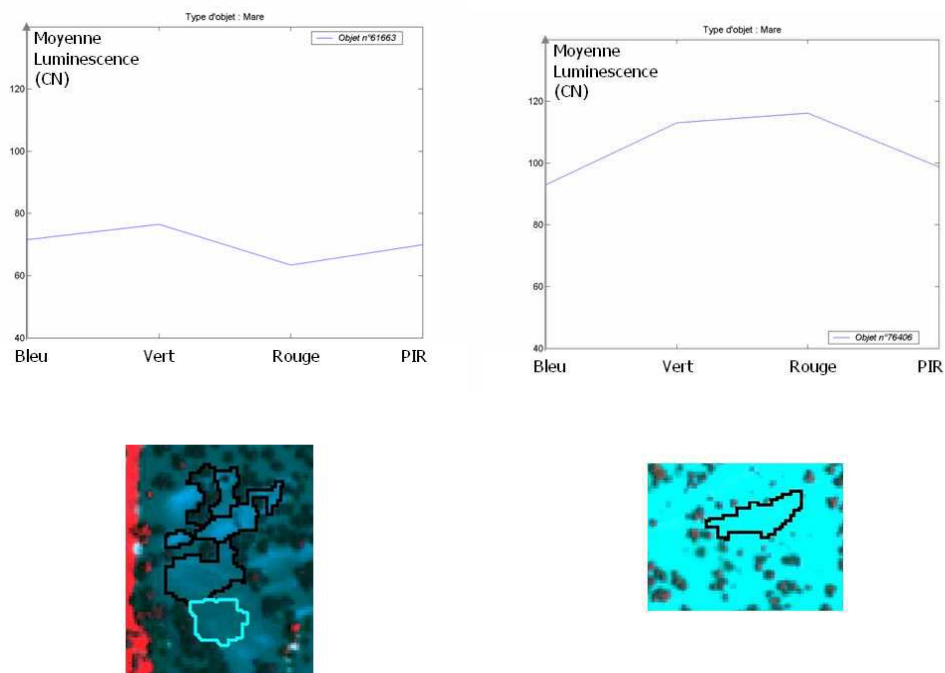 Type d'objet : Mare
Moyenne
Luminescence
(CN)
Objet n°61663
120
100
80
60
40
Bleu Vert Rouge PIR
Type d'objet : Mare
Moyenne
Luminescence
(CN)
120
100
80
60
40
Objet n°76406
Bleu Vert Rouge PIR